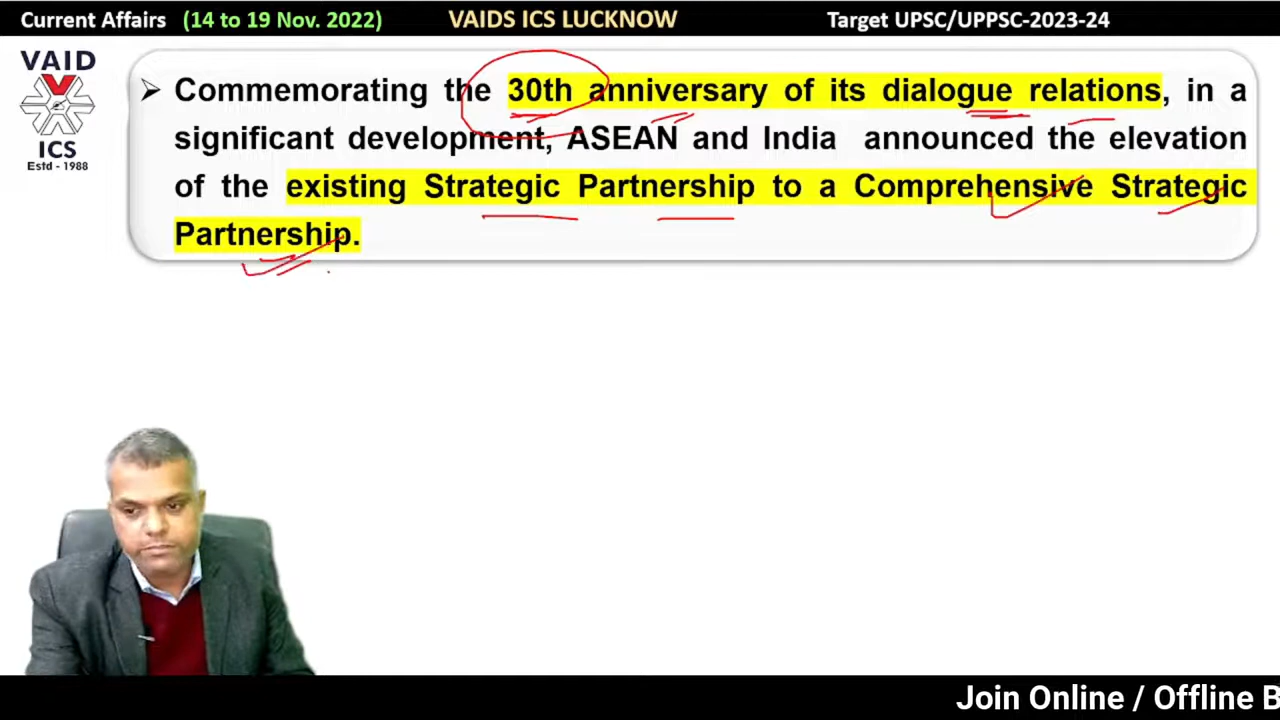 Current Affairs (14 to 19 Nov. 2022) VAIDS ICS LUCKNOW Target UPSC/UPPSC-2023-24
VAID
ICS
Estd - 1988
➢ Commemorating the 30th anniversary of its dialogue relations, in a
significant development, ASEAN and India announced the elevation
of the existing Strategic Partnership to a Comprehensive Strategic
Partnership.
Join Online / Offline B